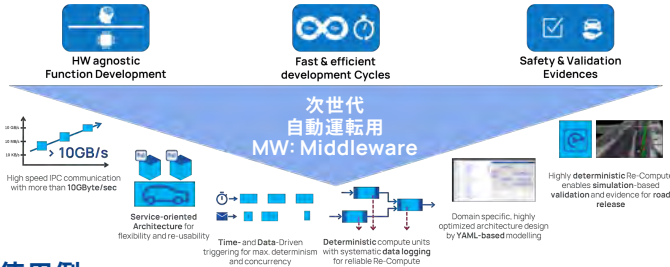 HW agnostic
Function Development
Fast & efficient
development Cycles
Safety & Validation
Evidences
次世代
自動運転用
MW: Middleware
> 10GB/s
High speed IPC communication
with more than 10GByte/sec
Service-oriented
Architecture for
flexibility and re-usability
Time- and Data-Driven
triggering for max. determinism
and concurrency
Deterministic compute units
with systematic data logging
for reliable Re-Compute
Domain specific, highly
optimized architecture design
by YAML-based modelling
Highly deterministic Re-Compute
enables simulation-based
validation and evidence for road
release